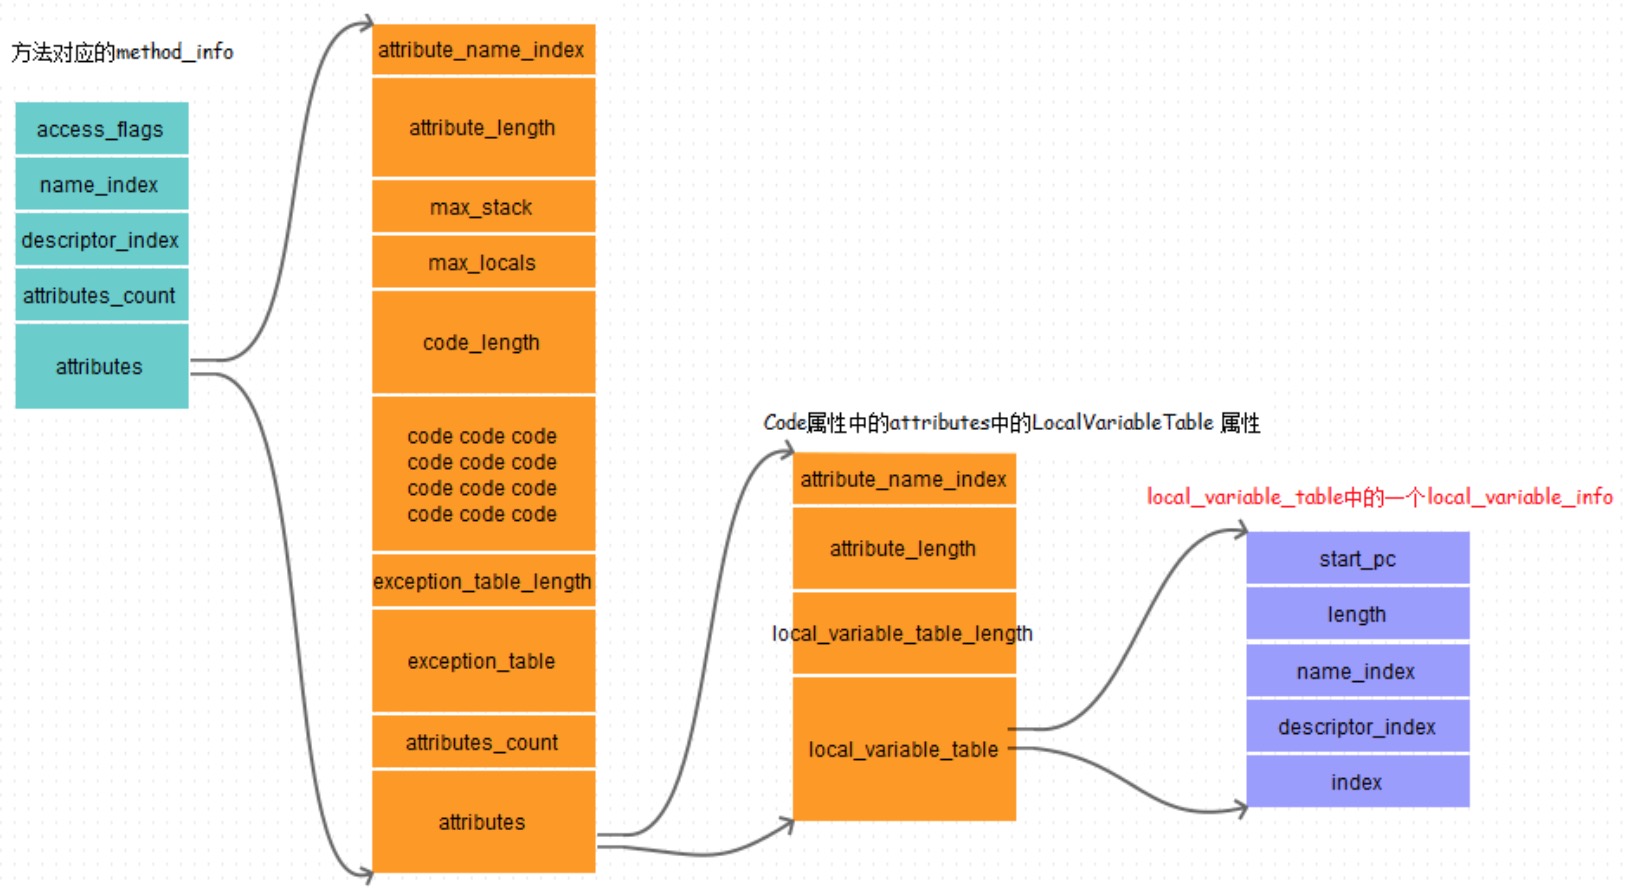 方法对应的method_info
access_flags
name_index
descriptor_index
attributes_count
attributes
attribute_name_index
attribute_length
max_stack
max_locals
code_length
code code code
code code code
code code code
code code code
exception_table_length
exception_table
attributes_count
attributes
Code属性中的attributes中的LocalVariableTable 属性
attribute_name_index
attribute_length
local_variable_table_length
local_variable_table
local_variable_table中的一个local_variable_info
start_pc
length
name_index
descriptor_index
index